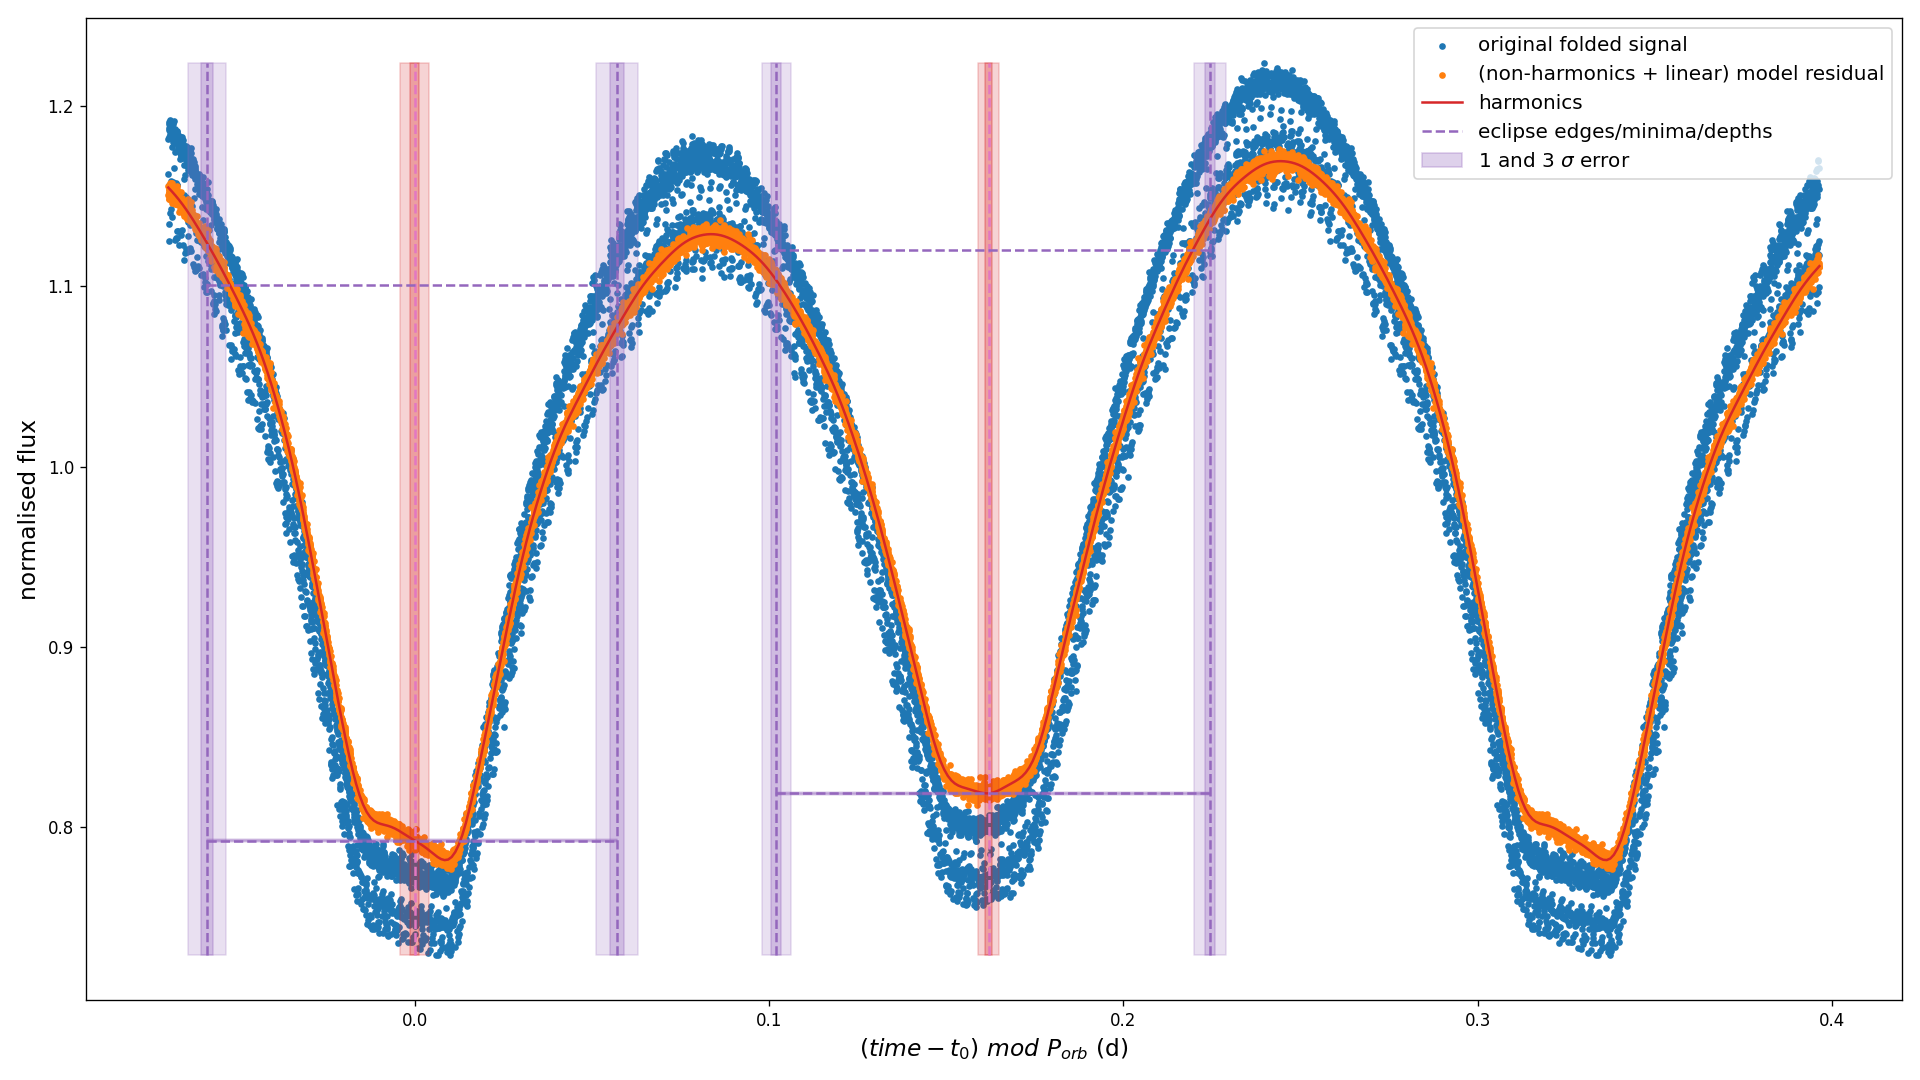 original folded signal
(non-harmonics + linear) model residual
harmonics
eclipse edges/minima/depths
1 and 3 σ error
normalised flux
1.2
1.1
1.0
0.9
0.8
0.0
0.1
0.2
0.3
0.4
(time − t₀) mod Pₒᵣb (d)